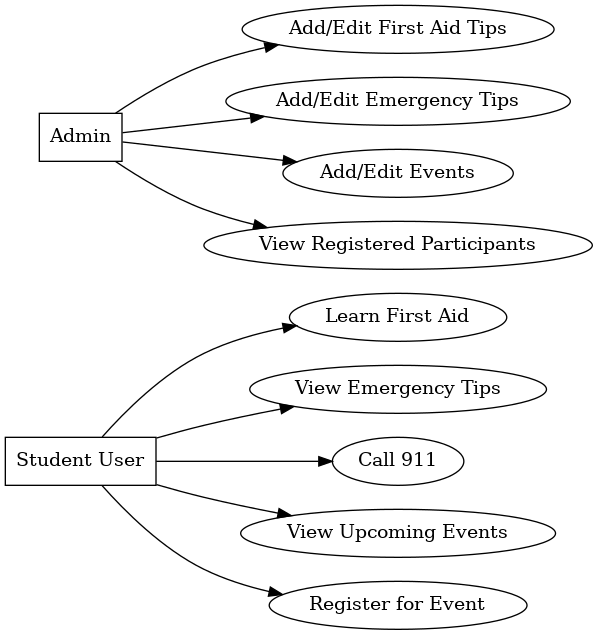 Add/Edit First Aid Tips
Add/Edit Emergency Tips
Admin
Add/Edit Events
View Registered Participants
Learn First Aid
View Emergency Tips
Student User
Call 911
View Upcoming Events
Register for Event